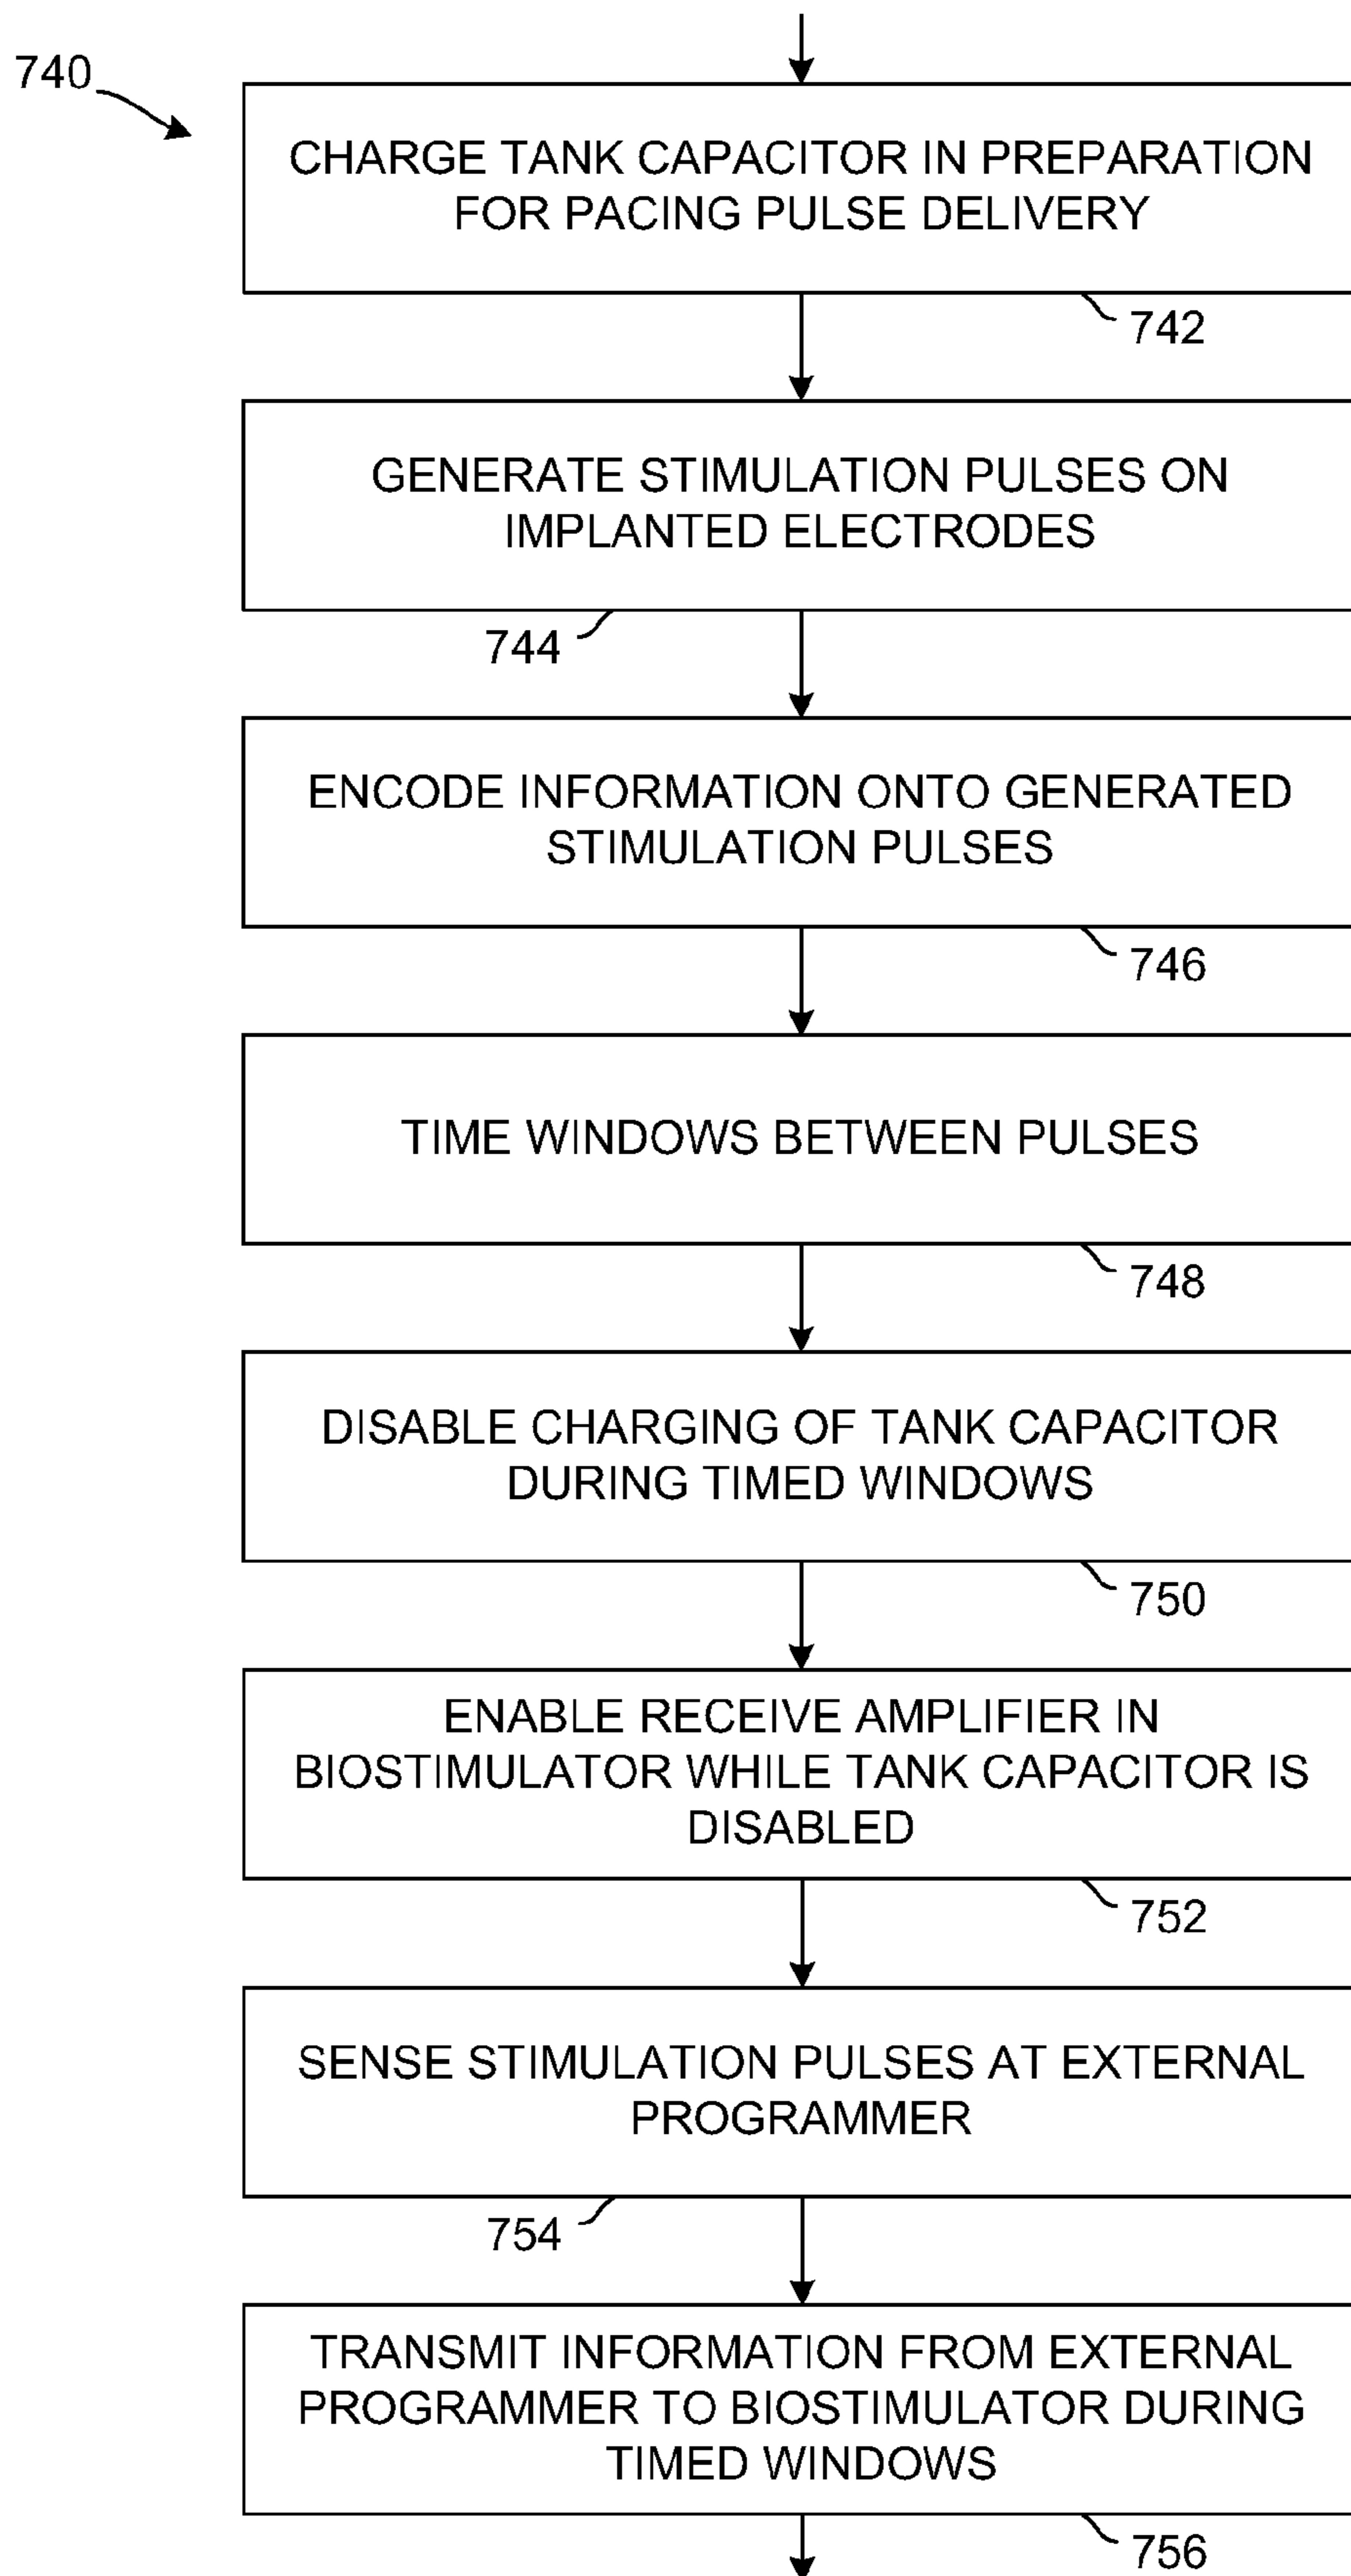 740
CHARGE TANK CAPACITOR IN PREPARATION
FOR PACING PULSE DELIVERY
742
GENERATE STIMULATION PULSES ON
IMPLANTED ELECTRODES
744
ENCODE INFORMATION ONTO GENERATED
STIMULATION PULSES
746
TIME WINDOWS BETWEEN PULSES
748
DISABLE CHARGING OF TANK CAPACITOR
DURING TIMED WINDOWS
750
ENABLE RECEIVE AMPLIFIER IN
BIOSTIMULATOR WHILE TANK CAPACITOR IS
DISABLED
752
SENSE STIMULATION PULSES AT EXTERNAL
PROGRAMMER
754
TRANSMIT INFORMATION FROM EXTERNAL
PROGRAMMER TO BIOSTIMULATOR DURING
TIMED WINDOWS
756